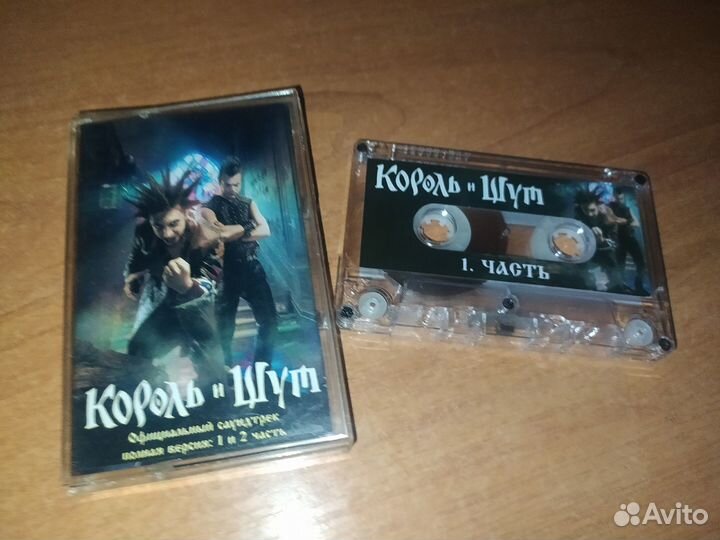 Король и Шут
Официальный саундтрек
полная версия: 1 и 2 часть
Король и Шут
1. ЧАСТЬ
Avito